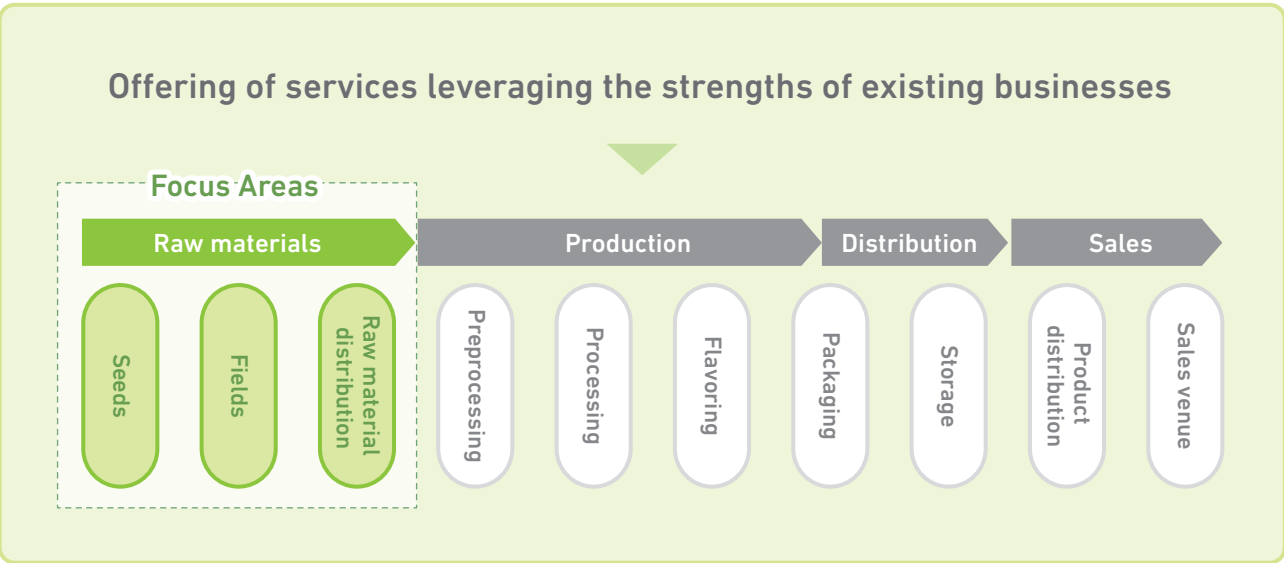 Offering of services leveraging the strengths of existing businesses
Focus Areas
Raw materials
Production
Distribution
Sales
Seeds
Fields
Raw material
distribution
Preprocessing
Processing
Flavoring
Packaging
Storage
Product
distribution
Sales venue